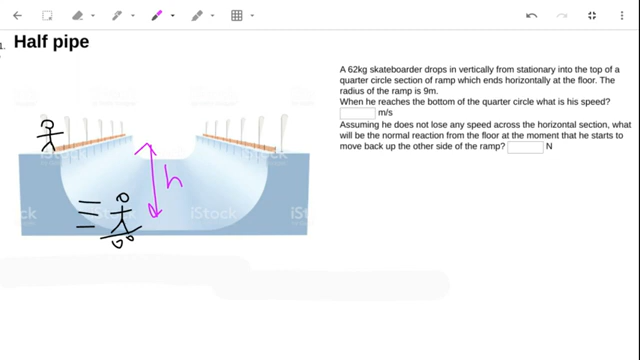 1.
Half pipe
A 62kg skateboarder drops in vertically from stationary into the top of a
quarter circle section of ramp which ends horizontally at the floor. The
radius of the ramp is 9m.
When he reaches the bottom of the quarter circle what is his speed?
m/s
Assuming he does not lose any speed across the horizontal section, what
will be the normal reaction from the floor at the moment that he starts to
move back up the other side of the ramp? N
h
iStock
iStock
iStock